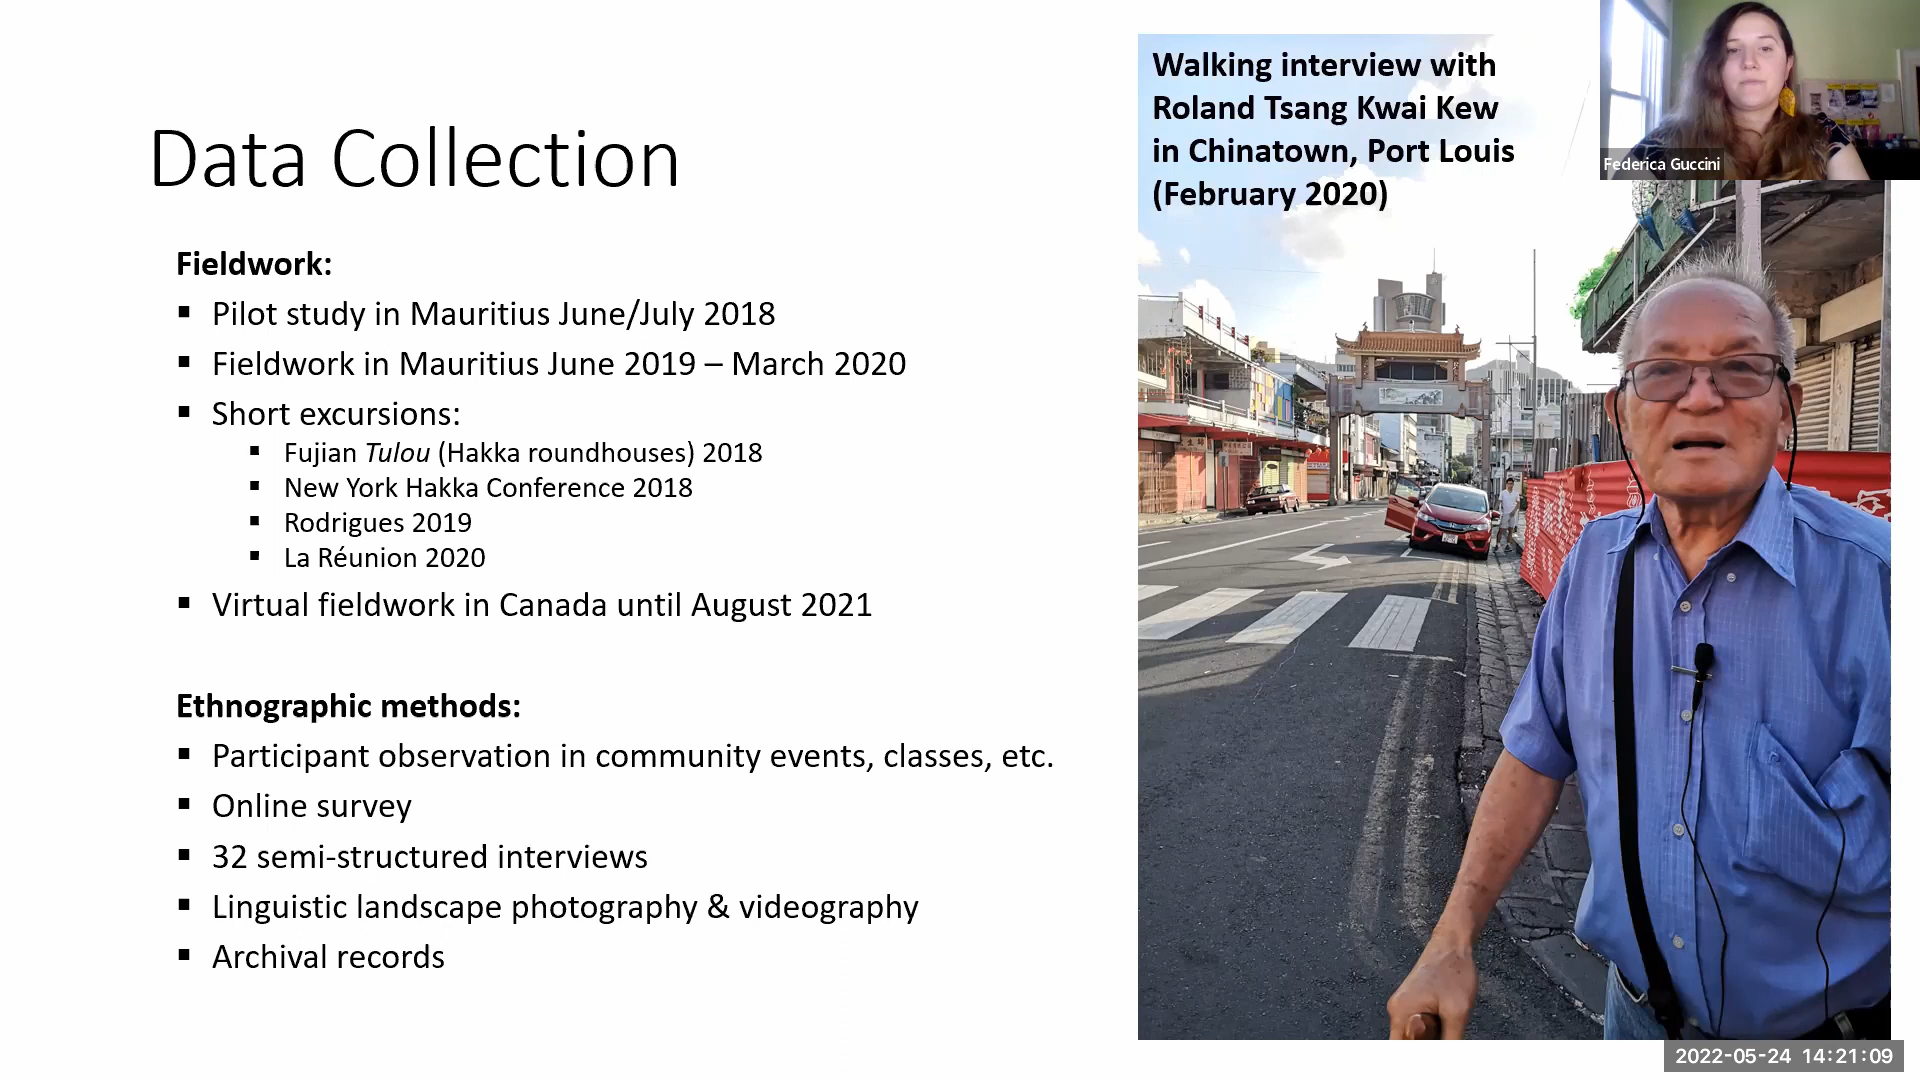 Data Collection
Fieldwork:
▪ Pilot study in Mauritius June/July 2018
▪ Fieldwork in Mauritius June 2019 – March 2020
▪ Short excursions:
▪ Fujian Tulou (Hakka roundhouses) 2018
▪ New York Hakka Conference 2018
▪ Rodrigues 2019
▪ La Réunion 2020
▪ Virtual fieldwork in Canada until August 2021
Ethnographic methods:
▪ Participant observation in community events, classes, etc.
▪ Online survey
▪ 32 semi-structured interviews
▪ Linguistic landscape photography & videography
▪ Archival records
Walking interview with
Roland Tsang Kwai Kew
in Chinatown, Port Louis
(February 2020)
Federica Guccini
2022-05-24 14:21:09